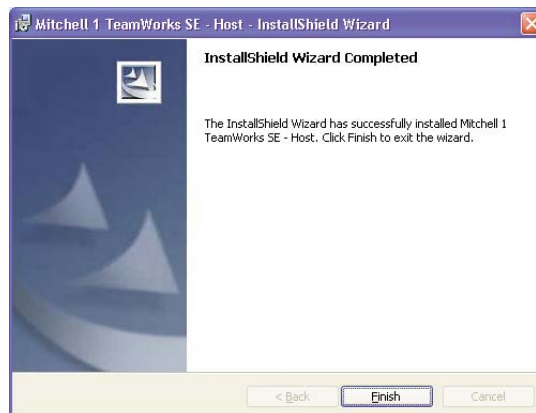 Mitchell 1 TeamWorks SE - Host - InstallShield Wizard
InstallShield Wizard Completed
The InstallShield Wizard has successfully installed Mitchell 1
TeamWorks SE - Host. Click Finish to exit the wizard.
< Back Finish Cancel